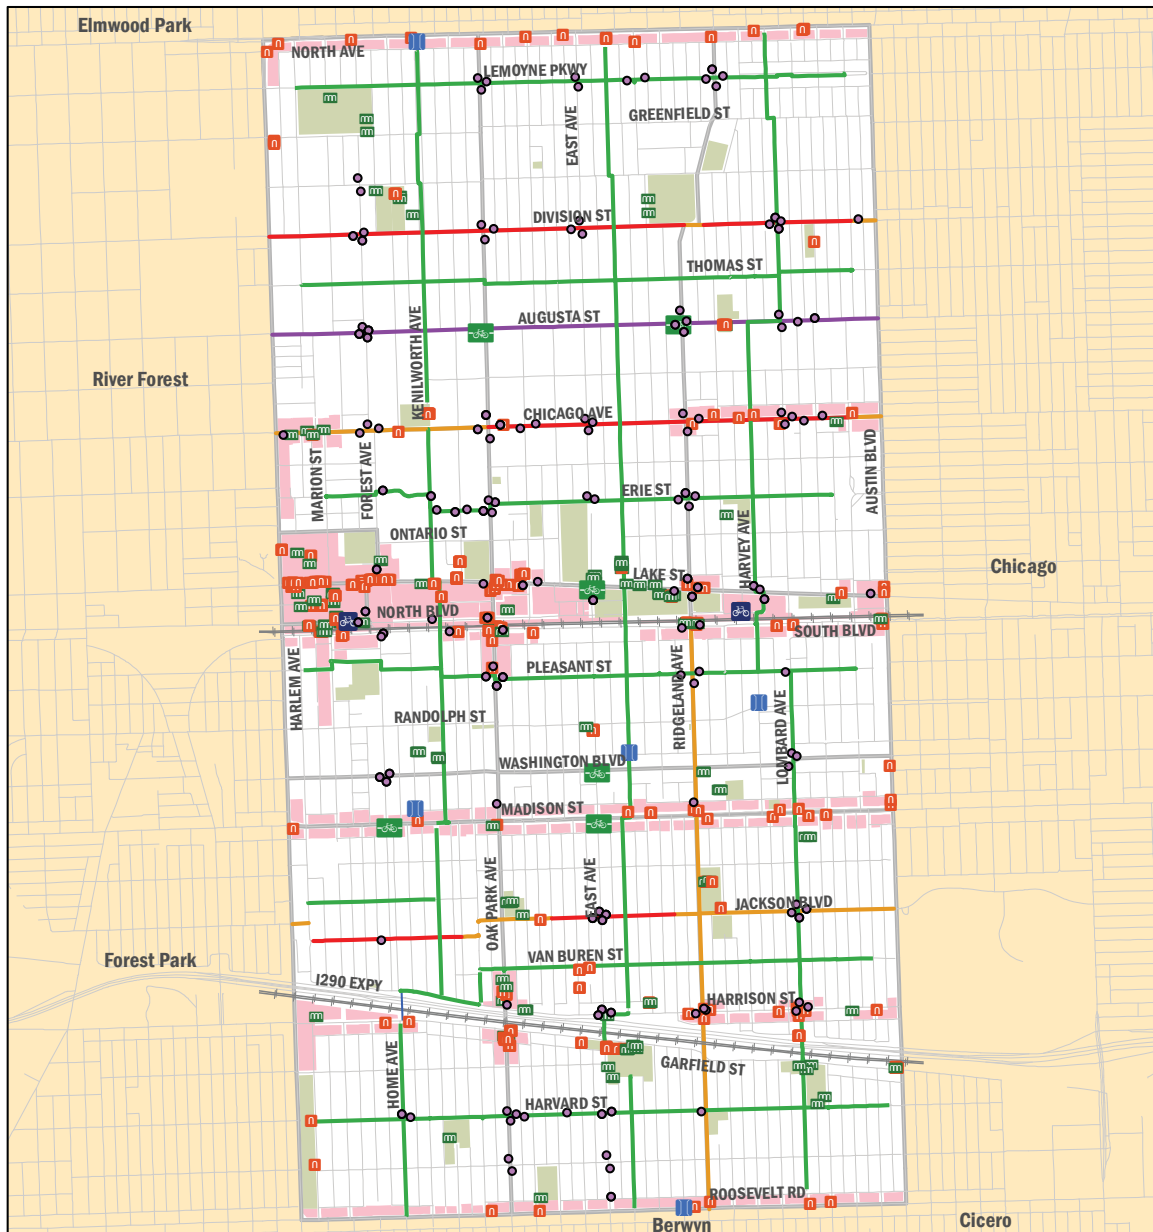 Elmwood Park
NORTH AVE
LEMOYNE PKWY
GREENFIELD ST
EAST AVE
DIVISION ST
THOMAS ST
AUGUSTA ST
KENILWORTH AVE
River Forest
CHICAGO AVE
MARION ST
FOREST AVE
AUSTIN BLVD
ERIE ST
ONTARIO ST
HARVEY AVE
LAKE ST
Chicago
NORTH BLVD
SOUTH BLVD
HARLEM AVE
PLEASANT ST
RIDGELAND AVE
RANDOLPH ST
LOMBARD AVE
WASHINGTON BLVD
MADISON ST
OAK PARK AVE
EAST AVE
JACKSON BLVD
VAN BUREN ST
Forest Park
I290 EXPY
HARRISON ST
GARFIELD ST
HOME AVE
HARVARD ST
ROOSEVELT RD
Berwyn
Cicero